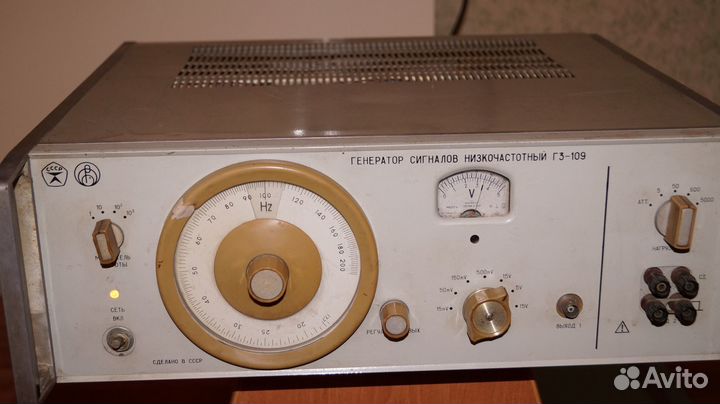 ГЕНЕРАТОР СИГНАЛОВ НИЗКОЧАСТОТНЫЙ Г3-109
СССР
V
АТТ
5 50 600 5000
1 10 10² 10³
Hz
20 25 30 40 50 60 70 80 90 100 120 140 160 180 200
150mV 500mV 1,5V
50mV 5V
15mV 15V
СЕТЬ
ВКЛ
ВЫХОД 1
СДЕЛАНО В СССР
Avito